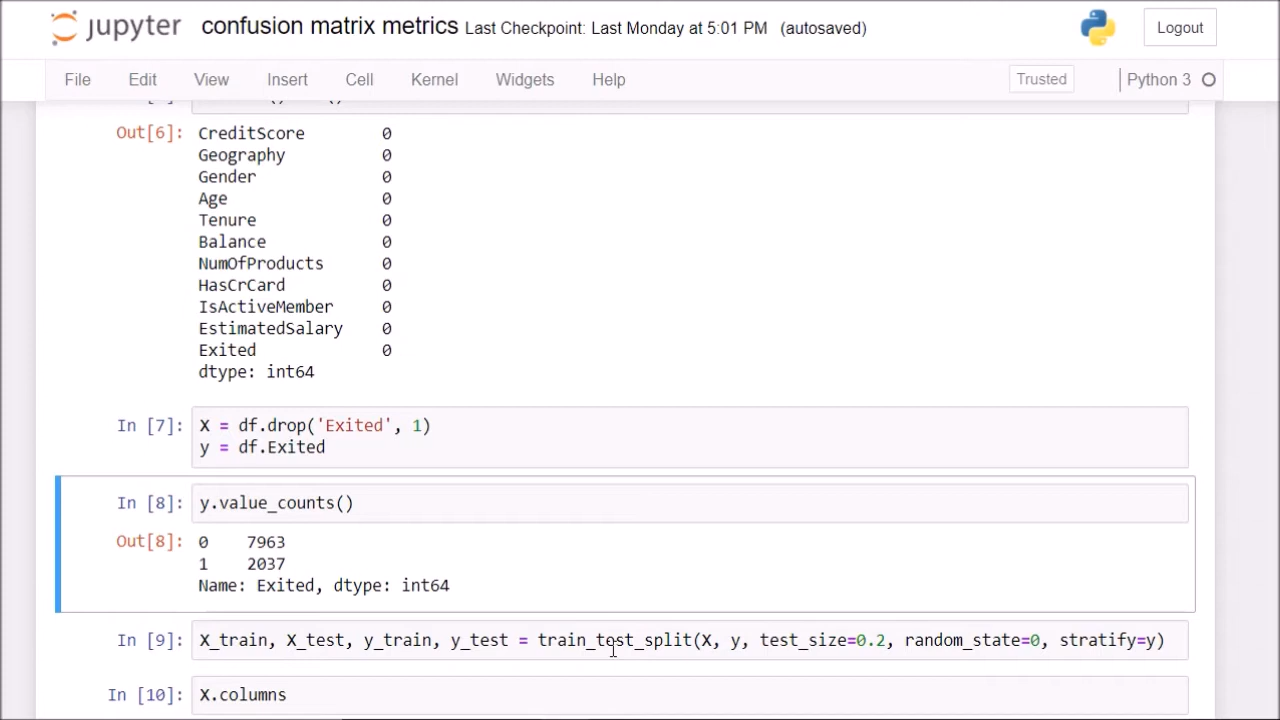 jupyter confusion matrix metrics Last Checkpoint: Last Monday at 5:01 PM (autosaved) Logout
File Edit View Insert Cell Kernel Widgets Help Trusted Python 3
Out[6]: CreditScore 0
Geography 0
Gender 0
Age 0
Tenure 0
Balance 0
NumOfProducts 0
HasCrCard 0
IsActiveMember 0
EstimatedSalary 0
Exited 0
dtype: int64
In [7]: X = df.drop('Exited', 1)
y = df.Exited
In [8]: y.value_counts()
Out[8]: 0 7963
1 2037
Name: Exited, dtype: int64
In [9]: X_train, X_test, y_train, y_test = train_test_split(X, y, test_size=0.2, random_state=0, stratify=y)
In [10]: X.columns